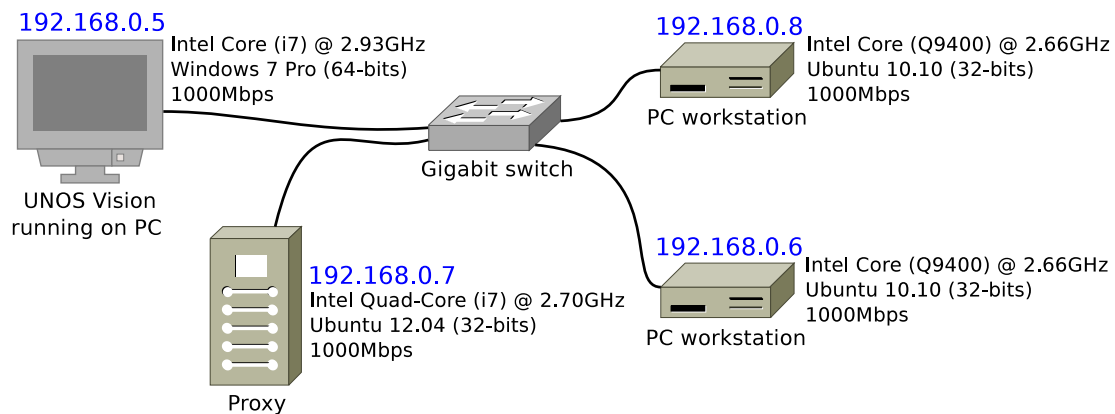 192.168.0.5
Intel Core (i7) @ 2.93GHz
Windows 7 Pro (64-bits)
1000Mbps
UNOS Vision
running on PC
Gigabit switch
192.168.0.8
Intel Core (Q9400) @ 2.66GHz
Ubuntu 10.10 (32-bits)
1000Mbps
PC workstation
192.168.0.7
Intel Quad-Core (i7) @ 2.70GHz
Ubuntu 12.04 (32-bits)
1000Mbps
Proxy
192.168.0.6
Intel Core (Q9400) @ 2.66GHz
Ubuntu 10.10 (32-bits)
1000Mbps
PC workstation